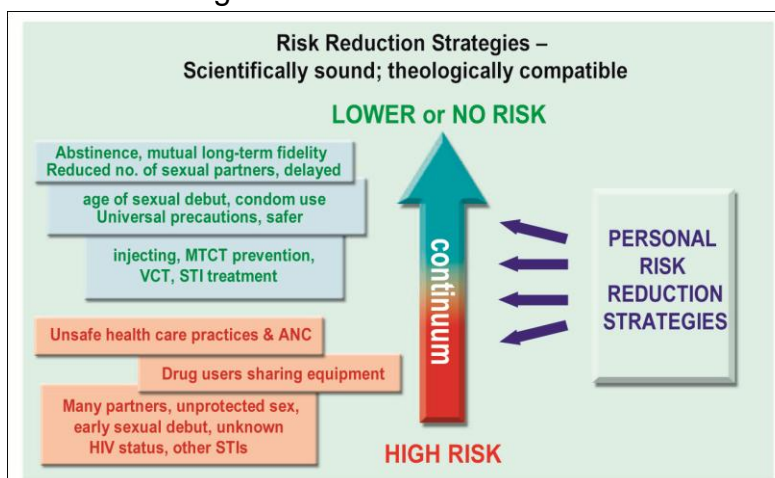 Risk Reduction Strategies –
Scientifically sound; theologically compatible
LOWER or NO RISK
Abstinence, mutual long-term fidelity
Reduced no. of sexual partners, delayed
age of sexual debut, condom use
Universal precautions, safer
injecting, MTCT prevention,
VCT, STI treatment
Unsafe health care practices & ANC
Drug users sharing equipment
Many partners, unprotected sex,
early sexual debut, unknown
HIV status, other STIs
continuum
HIGH RISK
PERSONAL
RISK
REDUCTION
STRATEGIES